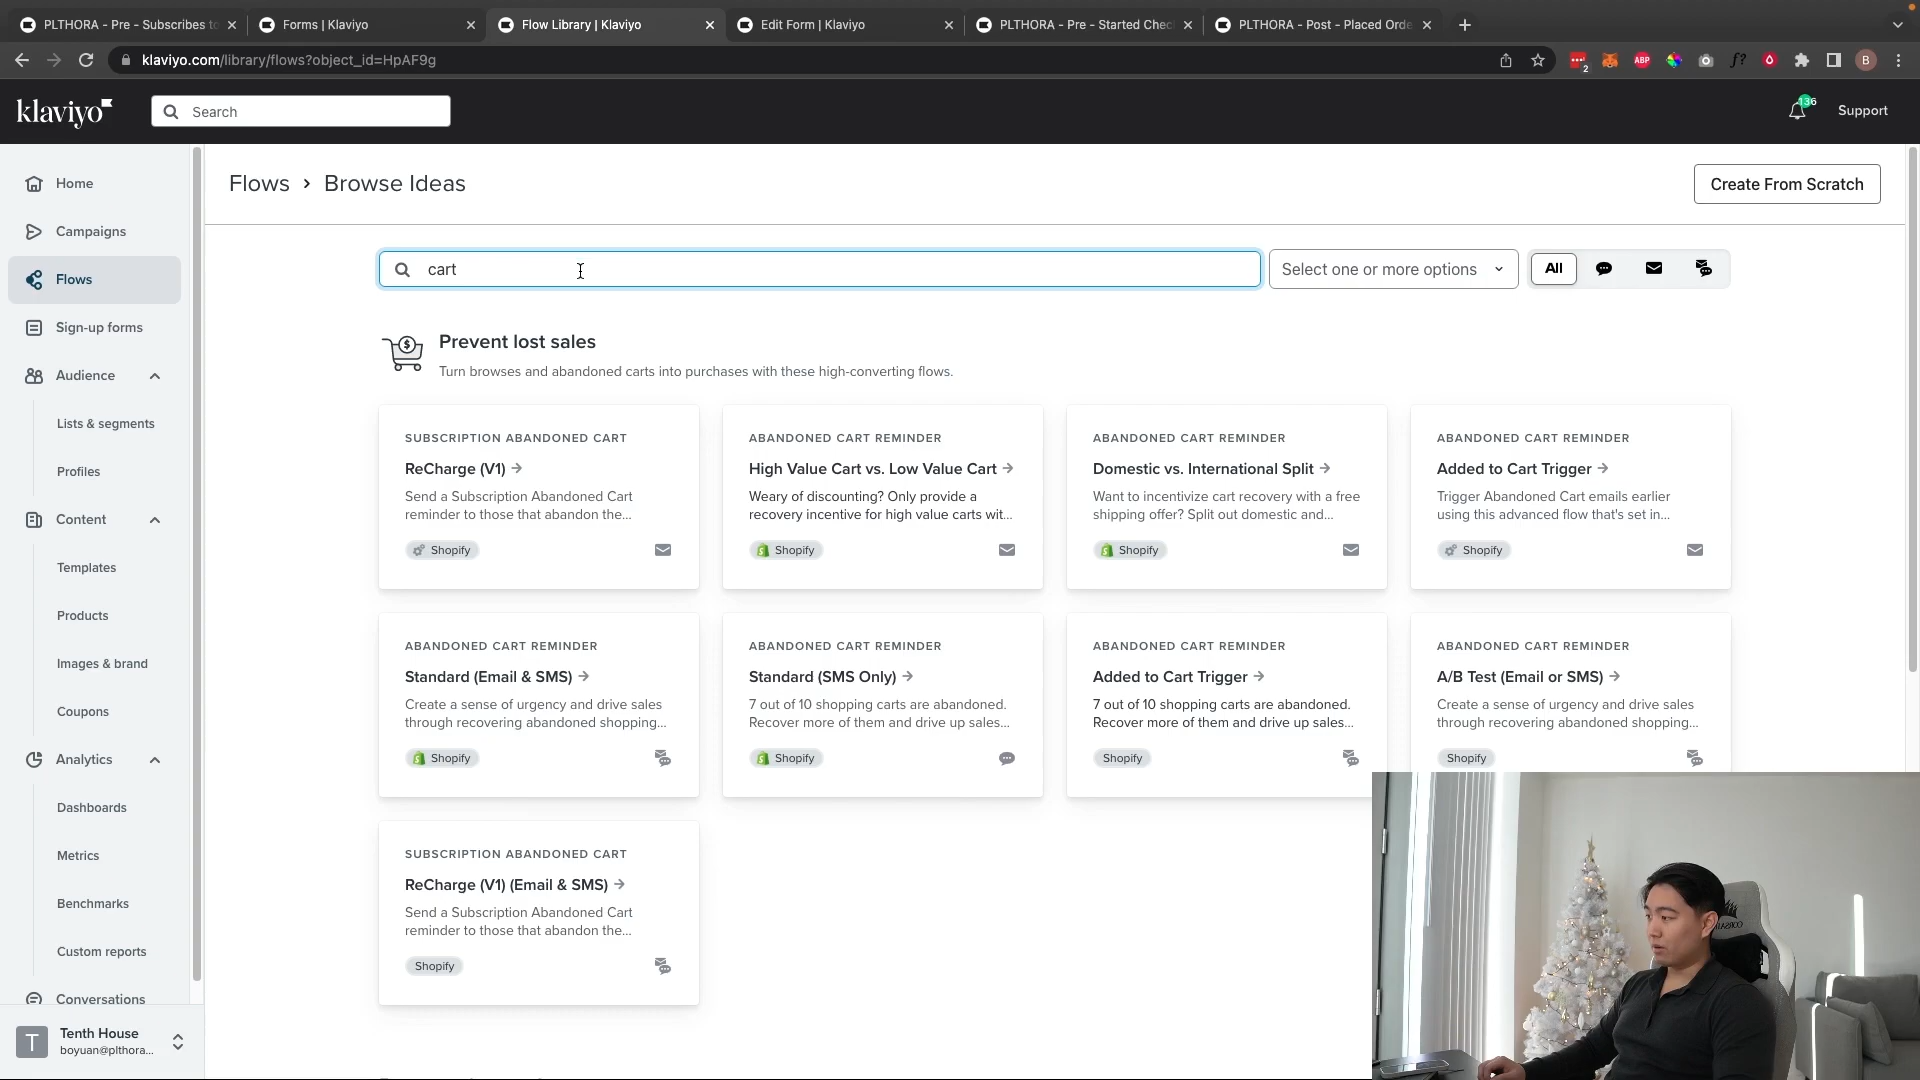 PLTHORA - Pre - Subscribes to
Forms | Klaviyo
Flow Library | Klaviyo
Edit Form | Klaviyo
PLTHORA - Pre - Started Chec
PLTHORA - Post - Placed Orde
klaviyo.com/library/flows?object_id=HpAF9g
2
ABP
f?
B
klaviyo
Search
136
Support
Home
Campaigns
Flows
Sign-up forms
Audience
Lists & segments
Profiles
Content
Templates
Products
Images & brand
Coupons
Analytics
Dashboards
Metrics
Benchmarks
Custom reports
Conversations
T
Tenth House
boyuan@plthora...
Flows > Browse Ideas
Create From Scratch
cart
Select one or more options
All
Prevent lost sales
Turn browses and abandoned carts into purchases with these high-converting flows.
SUBSCRIPTION ABANDONED CART
ReCharge (V1) →
Send a Subscription Abandoned Cart
reminder to those that abandon the...
Shopify
ABANDONED CART REMINDER
High Value Cart vs. Low Value Cart →
Weary of discounting? Only provide a
recovery incentive for high value carts wit...
Shopify
ABANDONED CART REMINDER
Domestic vs. International Split →
Want to incentivize cart recovery with a free
shipping offer? Split out domestic and...
Shopify
ABANDONED CART REMINDER
Added to Cart Trigger →
Trigger Abandoned Cart emails earlier
using this advanced flow that's set in...
Shopify
ABANDONED CART REMINDER
Standard (Email & SMS) →
Create a sense of urgency and drive sales
through recovering abandoned shopping...
Shopify
ABANDONED CART REMINDER
Standard (SMS Only) →
7 out of 10 shopping carts are abandoned.
Recover more of them and drive up sales...
Shopify
ABANDONED CART REMINDER
Added to Cart Trigger →
7 out of 10 shopping carts are abandoned.
Recover more of them and drive up sales...
Shopify
ABANDONED CART REMINDER
A/B Test (Email or SMS) →
Create a sense of urgency and drive sales
through recovering abandoned shopping...
Shopify
SUBSCRIPTION ABANDONED CART
ReCharge (V1) (Email & SMS) →
Send a Subscription Abandoned Cart
reminder to those that abandon the...
Shopify